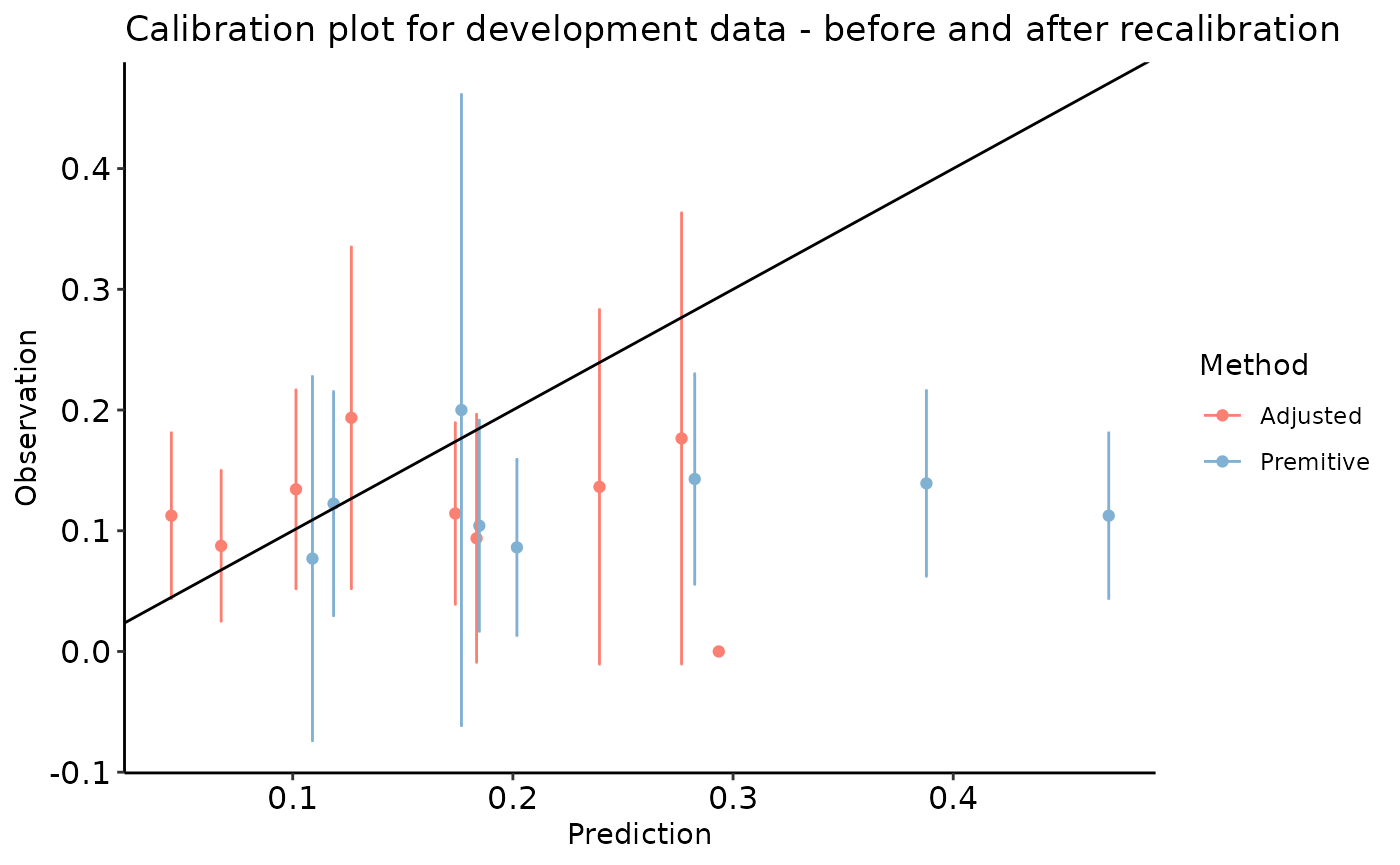 Calibration plot for development data - before and after recalibration
Observation
0.4
0.3
0.2
0.1
0.0
-0.1
0.1 0.2 0.3 0.4
Prediction
Method
Adjusted
Premitive